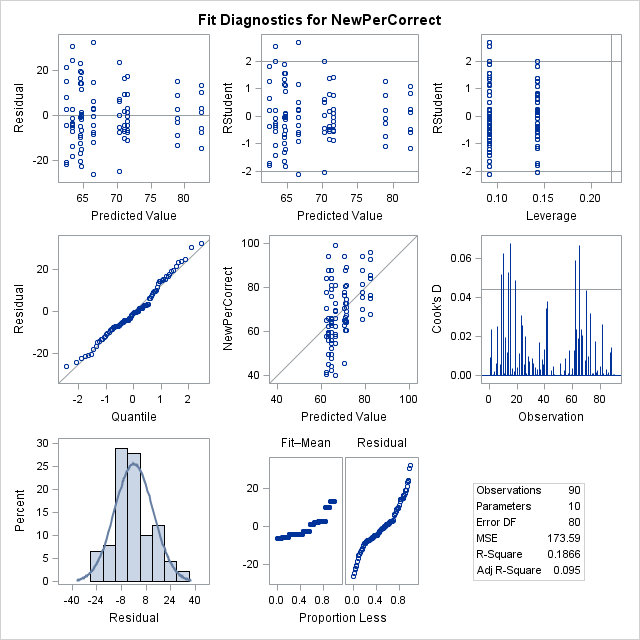 Fit Diagnostics for NewPerCorrect
Residual
20
0
-20
65 70 75 80
Predicted Value
RStudent
2
1
0
-1
-2
65 70 75 80
Predicted Value
RStudent
2
1
0
-1
-2
0.10 0.15 0.20
Leverage
Residual
20
0
-20
-2 -1 0 1 2
Quantile
NewPerCorrect
100
80
60
40
40 60 80 100
Predicted Value
Cook's D
0.06
0.04
0.02
0.00
0 20 40 60 80
Observation
Percent
30
25
20
15
10
5
0
-40 -24 -8 8 24 40
Residual
Fit–Mean Residual
20
0
-20
0.0 0.4 0.8 0.0 0.4 0.8
Proportion Less
Observations 90
Parameters 10
Error DF 80
MSE 173.59
R-Square 0.1866
Adj R-Square 0.095